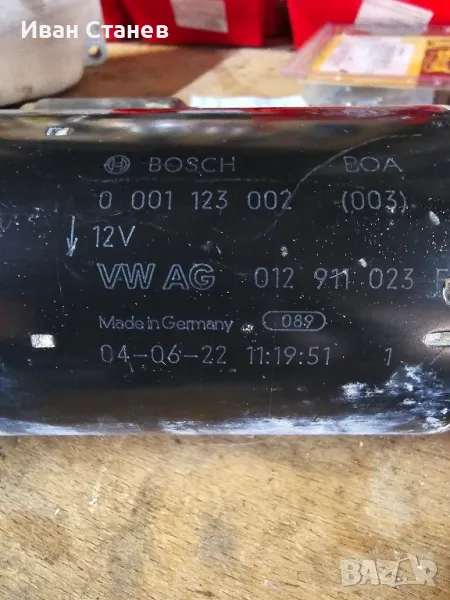 Иван Станев
BOSCH BOA
0 001 123 002 (003)
12V
VW AG 012 911 023
Made in Germany 089
04-06-22 11:19:51 1
BAZAR